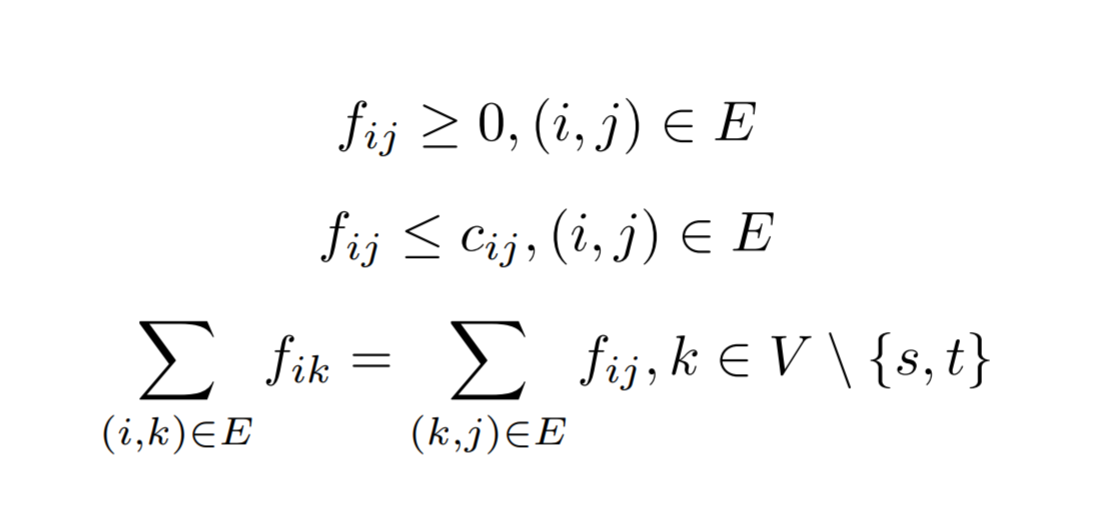 f_{ij} ≥ 0, (i, j) ∈ E
f_{ij} ≤ c_{ij}, (i, j) ∈ E
∑_{(i,k)∈E} f_{ik} = ∑_{(k,j)∈E} f_{ij}, k ∈ V \ {s, t}